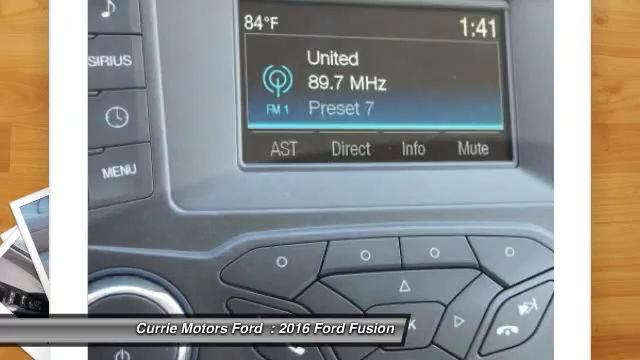 84°F 1:41
SIRIUS
United
89.7 MHz
FM 1 Preset 7
AST Direct Info Mute
MENU
Currie Motors Ford : 2016 Ford Fusion